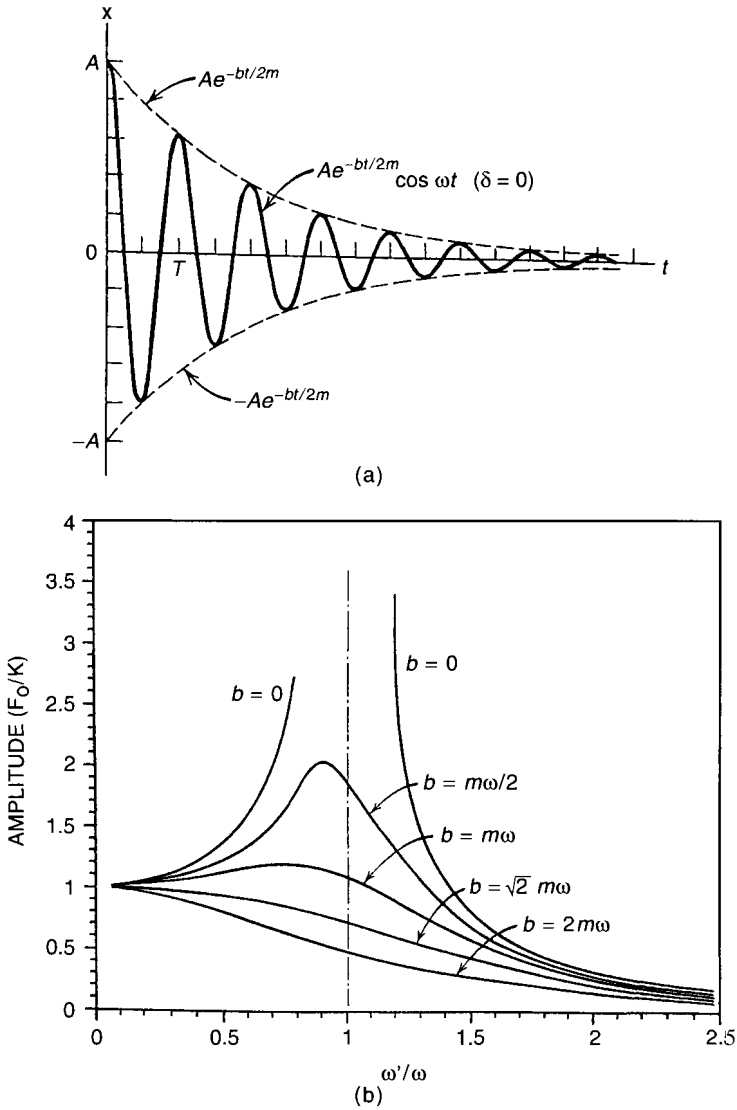 x
A
Ae^{-bt/2m}
Ae^{-bt/2m} cos ωt (δ = 0)
0
T
t
-Ae^{-bt/2m}
-A
(a)
4
3.5
3
2.5
2
1.5
1
0.5
0
AMPLITUDE (F₀/K)
b = 0
b = 0
b = mω/2
b = mω
b = √2 mω
b = 2mω
0
0.5
1
1.5
2
2.5
ω'/ω
(b)